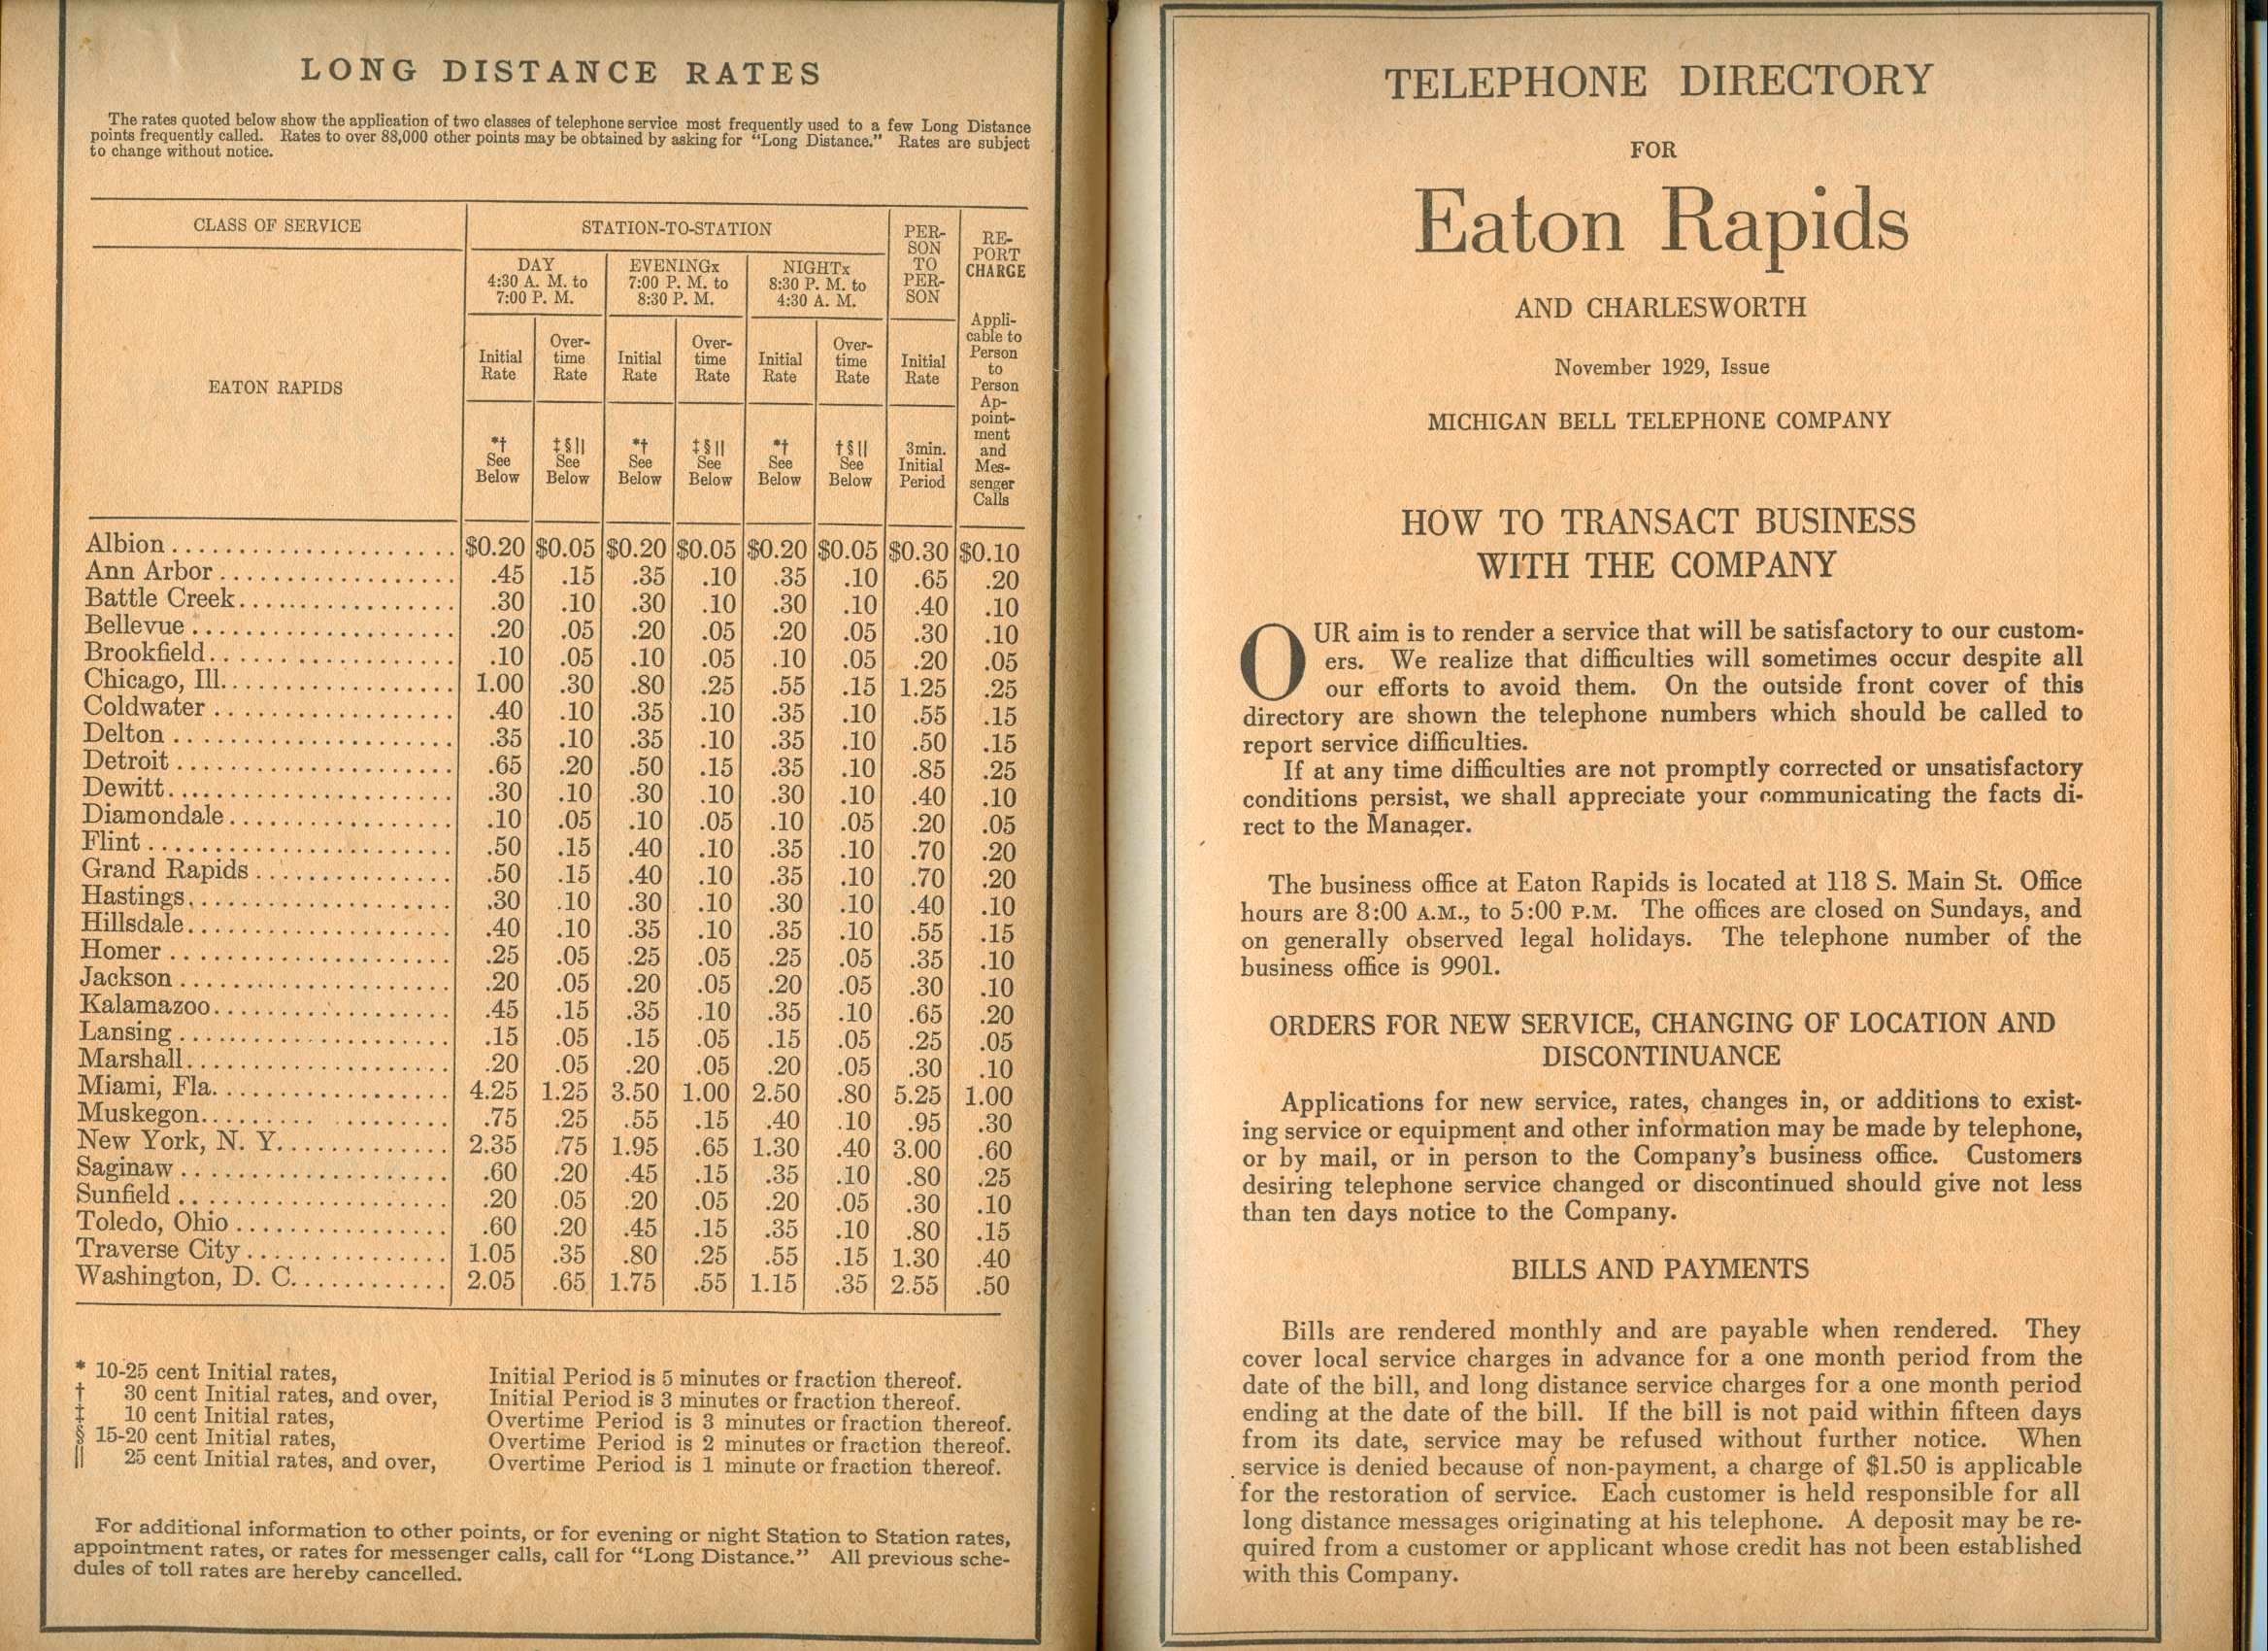 LONG DISTANCE RATES
The rates quoted below show the application of two classes of telephone service most frequently used to a few Long Distance
points frequently called. Rates to over 88,000 other points may be obtained by asking for “Long Distance.” Rates are subject
to change without notice.
CLASS OF SERVICE
STATION-TO-STATION
PER-
SON
TO
PER-
SON
RE-
PORT
CHARGE
EATON RAPIDS
DAY
4:30 A. M. to
7:00 P. M.
EVENINGx
7:00 P. M. to
8:30 P. M.
NIGHTx
8:30 P. M. to
4:30 A. M.
Initial
Rate
Over-
time
Rate
Initial
Rate
Over-
time
Rate
Initial
Rate
Over-
time
Rate
Initial
Rate
Appli-
cable to
Person
to
Person
Ap-
point-
ment
and
Mes-
senger
Calls
*†
See
Below
‡§||
See
Below
*†
See
Below
‡§||
See
Below
*†
See
Below
†§||
See
Below
3min.
Initial
Period
Albion..................... $0.20 $0.05 $0.20 $0.05 $0.20 $0.05 $0.30 $0.10
Ann Arbor.................. .45 .15 .35 .10 .35 .10 .65 .20
Battle Creek................ .30 .10 .30 .10 .30 .10 .40 .10
Bellevue.................... .20 .05 .20 .05 .20 .05 .30 .10
Brookfield................... .10 .05 .10 .05 .10 .05 .20 .05
Chicago, Ill.................. 1.00 .30 .80 .25 .55 .15 1.25 .25
Coldwater.................. .40 .10 .35 .10 .35 .10 .55 .15
Delton..................... .35 .10 .35 .10 .35 .10 .50 .15
Detroit..................... .65 .20 .50 .15 .35 .10 .85 .25
Dewitt...................... .30 .10 .30 .10 .30 .10 .40 .10
Diamondale................. .10 .05 .10 .05 .10 .05 .20 .05
Flint....................... .50 .15 .40 .10 .35 .10 .70 .20
Grand Rapids............... .50 .15 .40 .10 .35 .10 .70 .20
Hastings.................... .30 .10 .30 .10 .30 .10 .40 .10
Hillsdale.................... .40 .10 .35 .10 .35 .10 .55 .15
Homer..................... .25 .05 .25 .05 .25 .05 .35 .10
Jackson.................... .20 .05 .20 .05 .20 .05 .30 .10
Kalamazoo.................. .45 .15 .35 .10 .35 .10 .65 .20
Lansing.................... .15 .05 .15 .05 .15 .05 .25 .05
Marshall.................... .20 .05 .20 .05 .20 .05 .30 .10
Miami, Fla.................. 4.25 1.25 3.50 1.00 2.50 .80 5.25 1.00
Muskegon.................. .75 .25 .55 .15 .40 .10 .95 .30
New York, N. Y............. 2.35 .75 1.95 .65 1.30 .40 3.00 .60
Saginaw.................... .60 .20 .45 .15 .35 .10 .80 .25
Sunfield.................... .20 .05 .20 .05 .20 .05 .30 .10
Toledo, Ohio................ .60 .20 .45 .15 .35 .10 .80 .15
Traverse City............... 1.05 .35 .80 .25 .55 .15 1.30 .40
Washington, D. C............ 2.05 .65 1.75 .55 1.15 .35 2.55 .50
* 10-25 cent Initial rates, Initial Period is 5 minutes or fraction thereof.
† 30 cent Initial rates, and over, Initial Period is 3 minutes or fraction thereof.
‡ 10 cent Initial rates, Overtime Period is 3 minutes or fraction thereof.
§ 15-20 cent Initial rates, Overtime Period is 2 minutes or fraction thereof.
|| 25 cent Initial rates, and over, Overtime Period is 1 minute or fraction thereof.
For additional information to other points, or for evening or night Station to Station rates,
appointment rates, or rates for messenger calls, call for “Long Distance.” All previous sche-
dules of toll rates are hereby cancelled.
TELEPHONE DIRECTORY
FOR
Eaton Rapids
AND CHARLESWORTH
November 1929, Issue
MICHIGAN BELL TELEPHONE COMPANY
HOW TO TRANSACT BUSINESS
WITH THE COMPANY
OUR aim is to render a service that will be satisfactory to our custom-
ers. We realize that difficulties will sometimes occur despite all
our efforts to avoid them. On the outside front cover of this
directory are shown the telephone numbers which should be called to
report service difficulties.
If at any time difficulties are not promptly corrected or unsatisfactory
conditions persist, we shall appreciate your communicating the facts di-
rect to the Manager.
The business office at Eaton Rapids is located at 118 S. Main St. Office
hours are 8:00 A.M., to 5:00 P.M. The offices are closed on Sundays, and
on generally observed legal holidays. The telephone number of the
business office is 9901.
ORDERS FOR NEW SERVICE, CHANGING OF LOCATION AND
DISCONTINUANCE
Applications for new service, rates, changes in, or additions to exist-
ing service or equipment and other information may be made by telephone,
or by mail, or in person to the Company’s business office. Customers
desiring telephone service changed or discontinued should give not less
than ten days notice to the Company.
BILLS AND PAYMENTS
Bills are rendered monthly and are payable when rendered. They
cover local service charges in advance for a one month period from the
date of the bill, and long distance service charges for a one month period
ending at the date of the bill. If the bill is not paid within fifteen days
from its date, service may be refused without further notice. When
service is denied because of non-payment, a charge of $1.50 is applicable
for the restoration of service. Each customer is held responsible for all
long distance messages originating at his telephone. A deposit may be re-
quired from a customer or applicant whose credit has not been established
with this Company.